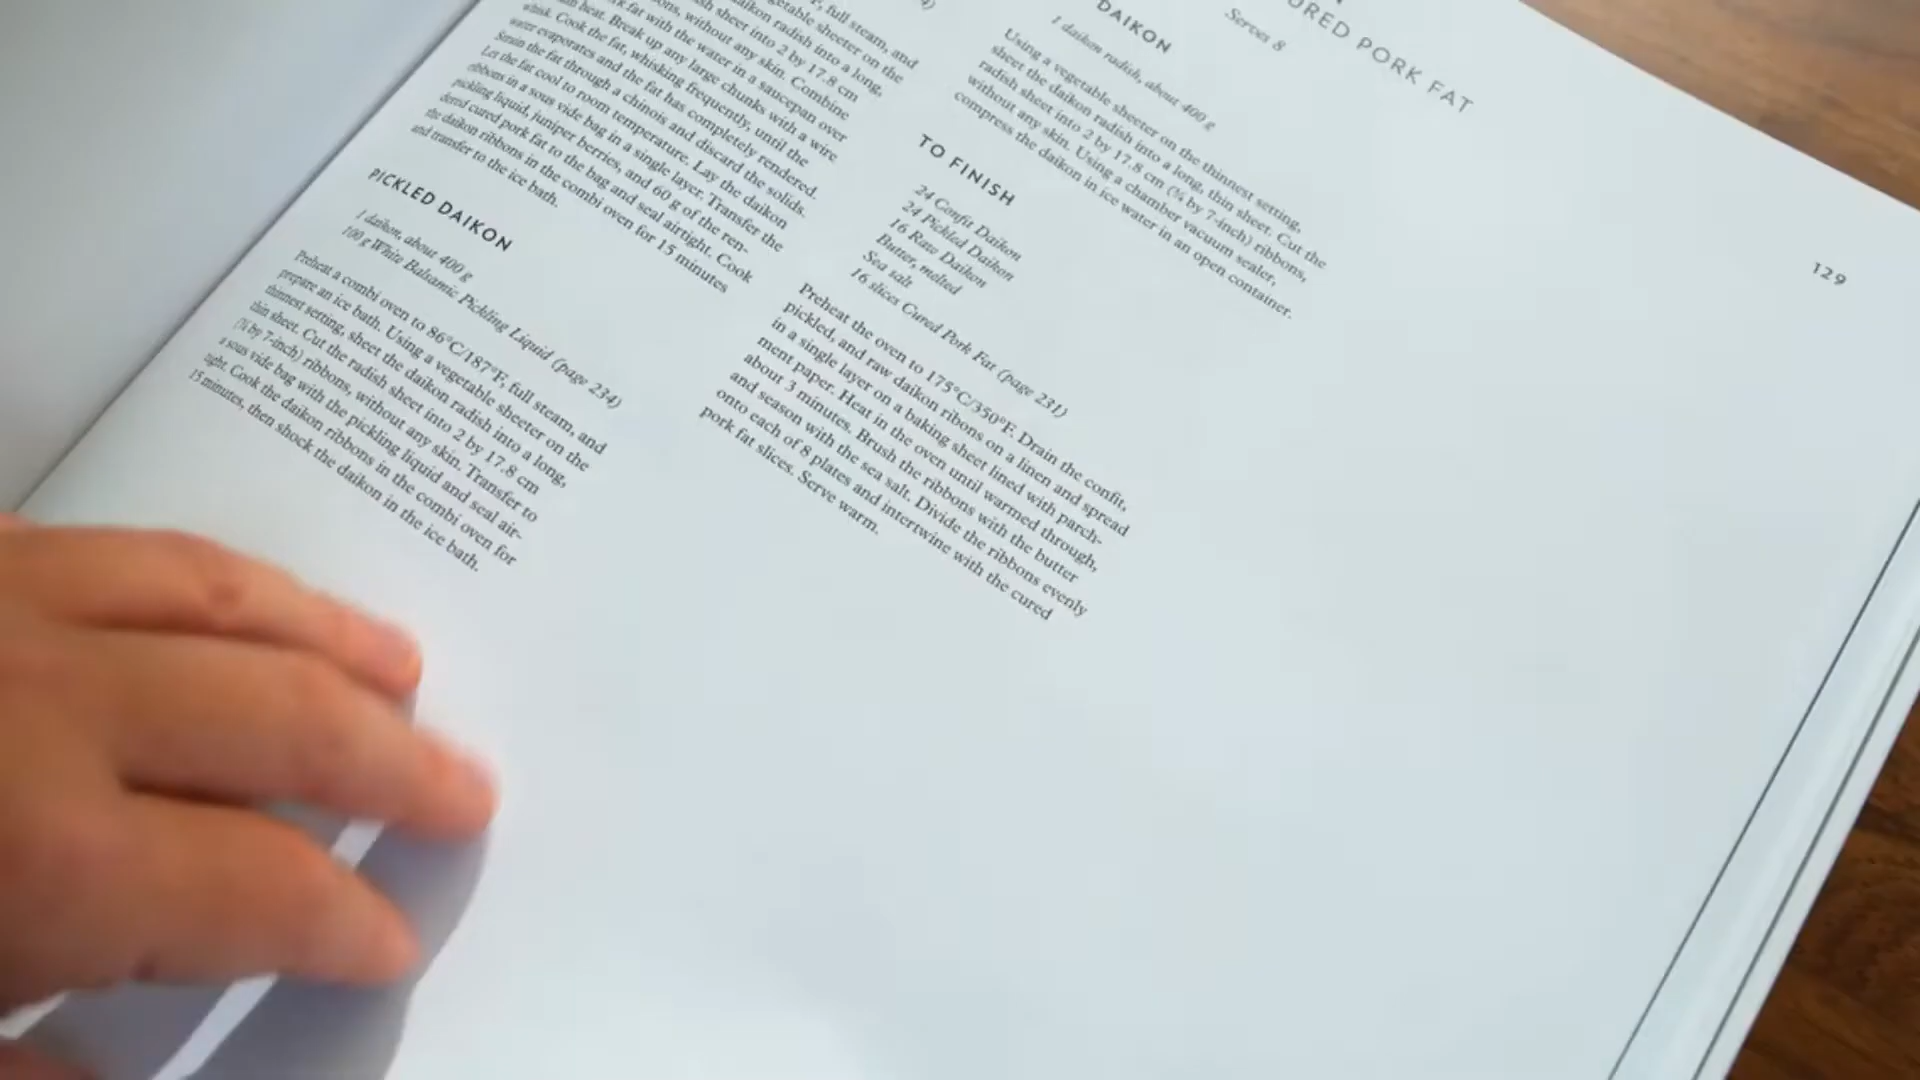 URED PORK FAT
Serves 8
129
F, full steam, and
vegetable sheeter on the
daikon radish into a long,
sheet into 2 by 17.8 cm
ons, without any skin. Combine
fat with the water in a saucepan over
heat. Break up any large chunks with a wire
whisk. Cook the fat, whisking frequently, until the
water evaporates and the fat has completely rendered.
Strain the fat through a chinois and discard the solids.
Let the fat cool to room temperature. Lay the daikon
ribbons in a sous vide bag in a single layer. Transfer the
pickling liquid, juniper berries, and 60 g of the ren-
dered cured pork fat to the bag and seal airtight. Cook
the daikon ribbons in the combi oven for 15 minutes
and transfer to the ice bath.
PICKLED DAIKON
1 daikon, about 400 g
100 g White Balsamic Pickling Liquid (page 234)
Preheat a combi oven to 86°C/187°F, full steam, and
prepare an ice bath. Using a vegetable sheeter on the
thinnest setting, sheet the daikon radish into a long,
thin sheet. Cut the radish sheet into 2 by 17.8 cm
(¾ by 7-inch) ribbons, without any skin. Transfer to
a sous vide bag with the pickling liquid and seal air-
tight. Cook the daikon ribbons in the combi oven for
15 minutes, then shock the daikon in the ice bath.
DAIKON
1 daikon radish, about 400 g
Using a vegetable sheeter on the thinnest setting,
sheet the daikon radish into a long, thin sheet. Cut the
radish sheet into 2 by 17.8 cm (¾ by 7-inch) ribbons,
without any skin. Using a chamber vacuum sealer,
compress the daikon in ice water in an open container.
TO FINISH
24 Confit Daikon
24 Pickled Daikon
16 Raw Daikon
Butter, melted
Sea salt
16 slices Cured Pork Fat (page 231)
Preheat the oven to 175°C/350°F. Drain the confit,
pickled, and raw daikon ribbons on a linen and spread
in a single layer on a baking sheet lined with parch-
ment paper. Heat in the oven until warmed through,
about 3 minutes. Brush the ribbons with the butter
and season with the sea salt. Divide the ribbons evenly
onto each of 8 plates and intertwine with the cured
pork fat slices. Serve warm.